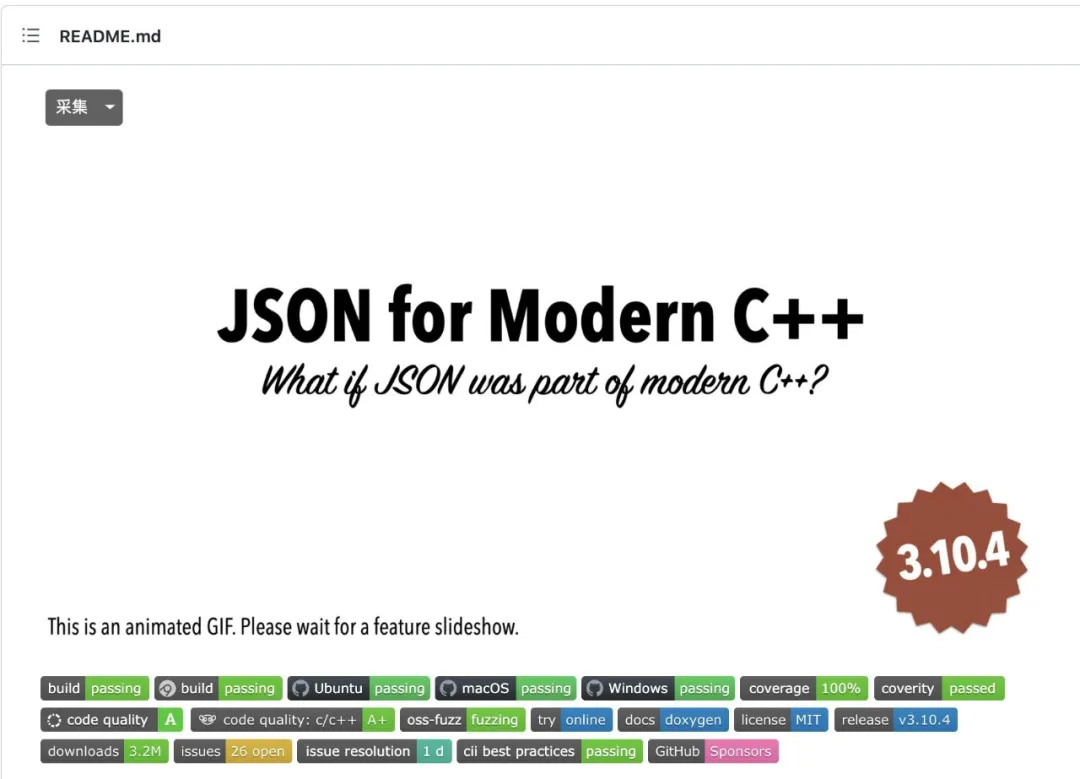 README.md
采集
JSON for Modern C++
What if JSON was part of modern C++?
3.10.4
This is an animated GIF. Please wait for a feature slideshow.
build passing build passing Ubuntu passing macOS passing Windows passing coverage 100% coverity passed
code quality A code quality: c/c++ A+ oss-fuzz fuzzing try online docs doxygen license MIT release v3.10.4
downloads 3.2M issues 26 open issue resolution 1 d cii best practices passing GitHub Sponsors